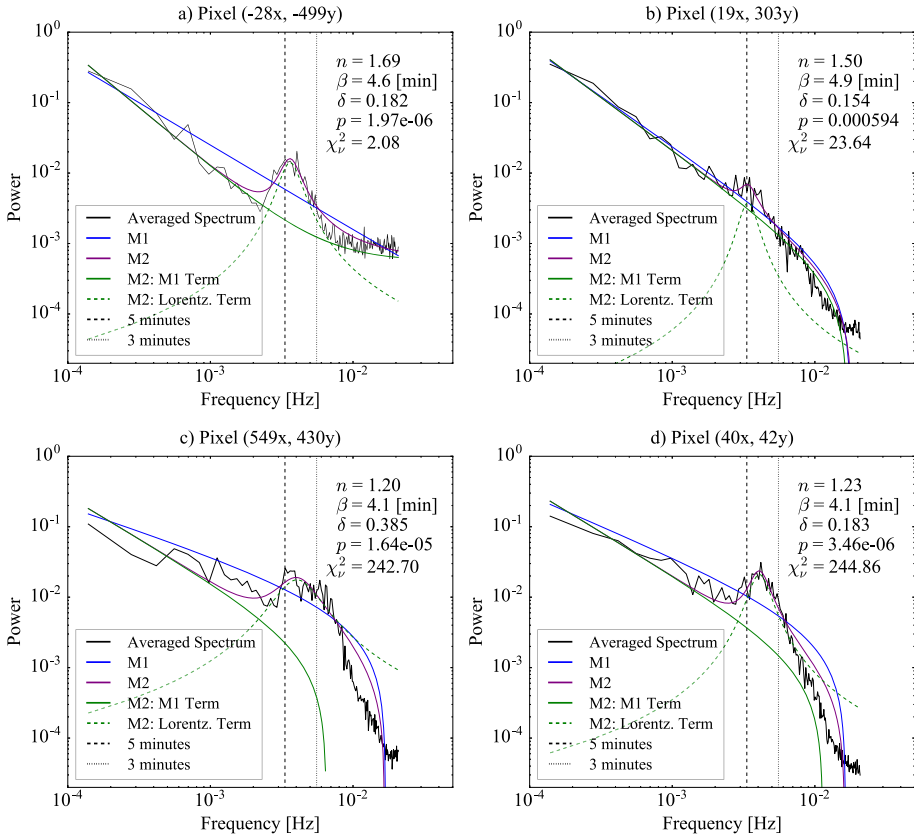 a) Pixel (-28x, -499y)
10^0
10^-1
10^-2
10^-3
10^-4
Power
n = 1.69
β = 4.6 [min]
δ = 0.182
p = 1.97e-06
χ²_ν = 2.08
Averaged Spectrum
M1
M2
M2: M1 Term
M2: Lorentz. Term
5 minutes
3 minutes
10^-4 10^-3 10^-2
Frequency [Hz]
b) Pixel (19x, 303y)
10^0
10^-1
10^-2
10^-3
10^-4
Power
n = 1.50
β = 4.9 [min]
δ = 0.154
p = 0.000594
χ²_ν = 23.64
Averaged Spectrum
M1
M2
M2: M1 Term
M2: Lorentz. Term
5 minutes
3 minutes
10^-4 10^-3 10^-2
Frequency [Hz]
c) Pixel (549x, 430y)
10^0
10^-1
10^-2
10^-3
10^-4
Power
n = 1.20
β = 4.1 [min]
δ = 0.385
p = 1.64e-05
χ²_ν = 242.70
Averaged Spectrum
M1
M2
M2: M1 Term
M2: Lorentz. Term
5 minutes
3 minutes
10^-4 10^-3 10^-2
Frequency [Hz]
d) Pixel (40x, 42y)
10^0
10^-1
10^-2
10^-3
10^-4
Power
n = 1.23
β = 4.1 [min]
δ = 0.183
p = 3.46e-06
χ²_ν = 244.86
Averaged Spectrum
M1
M2
M2: M1 Term
M2: Lorentz. Term
5 minutes
3 minutes
10^-4 10^-3 10^-2
Frequency [Hz]